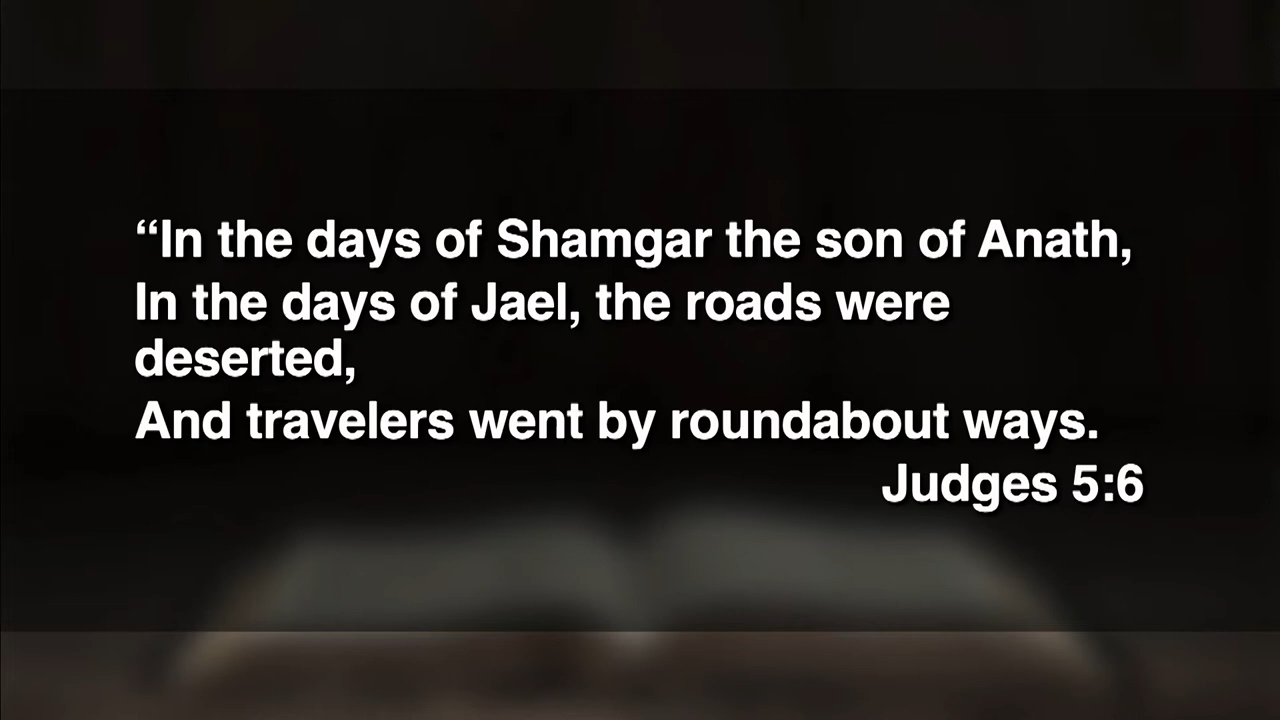 “In the days of Shamgar the son of Anath,
In the days of Jael, the roads were
deserted,
And travelers went by roundabout ways.
Judges 5:6